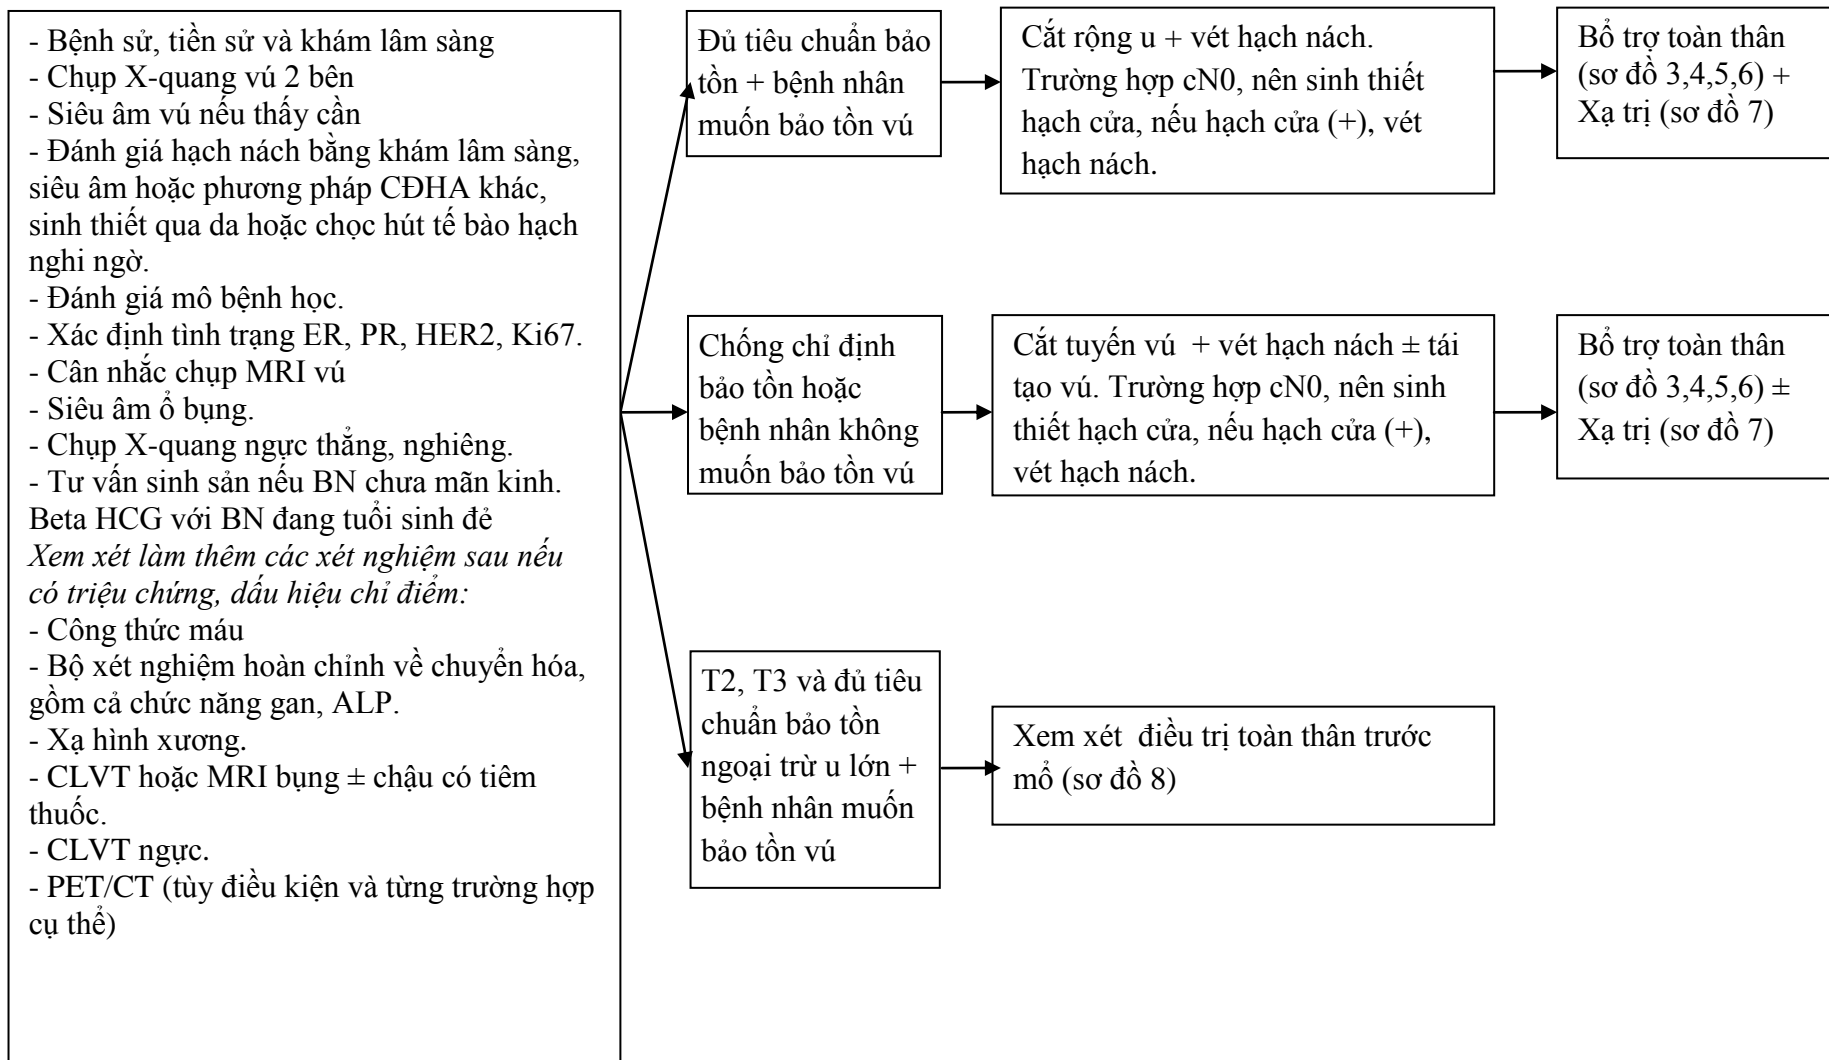 - Bệnh sử, tiền sử và khám lâm sàng
- Chụp X-quang vú 2 bên
- Siêu âm vú nếu thấy cần
- Đánh giá hạch nách bằng khám lâm sàng,
siêu âm hoặc phương pháp CĐHA khác,
sinh thiết qua da hoặc chọc hút tế bào hạch
nghi ngờ.
- Đánh giá mô bệnh học.
- Xác định tình trạng ER, PR, HER2, Ki67.
- Cân nhắc chụp MRI vú
- Siêu âm ổ bụng.
- Chụp X-quang ngực thẳng, nghiêng.
- Tư vấn sinh sản nếu BN chưa mãn kinh.
Beta HCG với BN đang tuổi sinh đẻ
Xem xét làm thêm các xét nghiệm sau nếu
có triệu chứng, dấu hiệu chỉ điểm:
- Công thức máu
- Bộ xét nghiệm hoàn chỉnh về chuyển hóa,
gồm cả chức năng gan, ALP.
- Xạ hình xương.
- CLVT hoặc MRI bụng ± chậu có tiêm
thuốc.
- CLVT ngực.
- PET/CT (tùy điều kiện và từng trường hợp
cụ thể)
Đủ tiêu chuẩn bảo
tồn + bệnh nhân
muốn bảo tồn vú
Cắt rộng u + vét hạch nách.
Trường hợp cN0, nên sinh thiết
hạch cửa, nếu hạch cửa (+), vét
hạch nách.
Bổ trợ toàn thân
(sơ đồ 3,4,5,6) +
Xạ trị (sơ đồ 7)
Chống chỉ định
bảo tồn hoặc
bệnh nhân không
muốn bảo tồn vú
Cắt tuyến vú + vét hạch nách ± tái
tạo vú. Trường hợp cN0, nên sinh
thiết hạch cửa, nếu hạch cửa (+),
vét hạch nách.
Bổ trợ toàn thân
(sơ đồ 3,4,5,6) ±
Xạ trị (sơ đồ 7)
T2, T3 và đủ tiêu
chuẩn bảo tồn
ngoại trừ u lớn +
bệnh nhân muốn
bảo tồn vú
Xem xét điều trị toàn thân trước
mổ (sơ đồ 8)